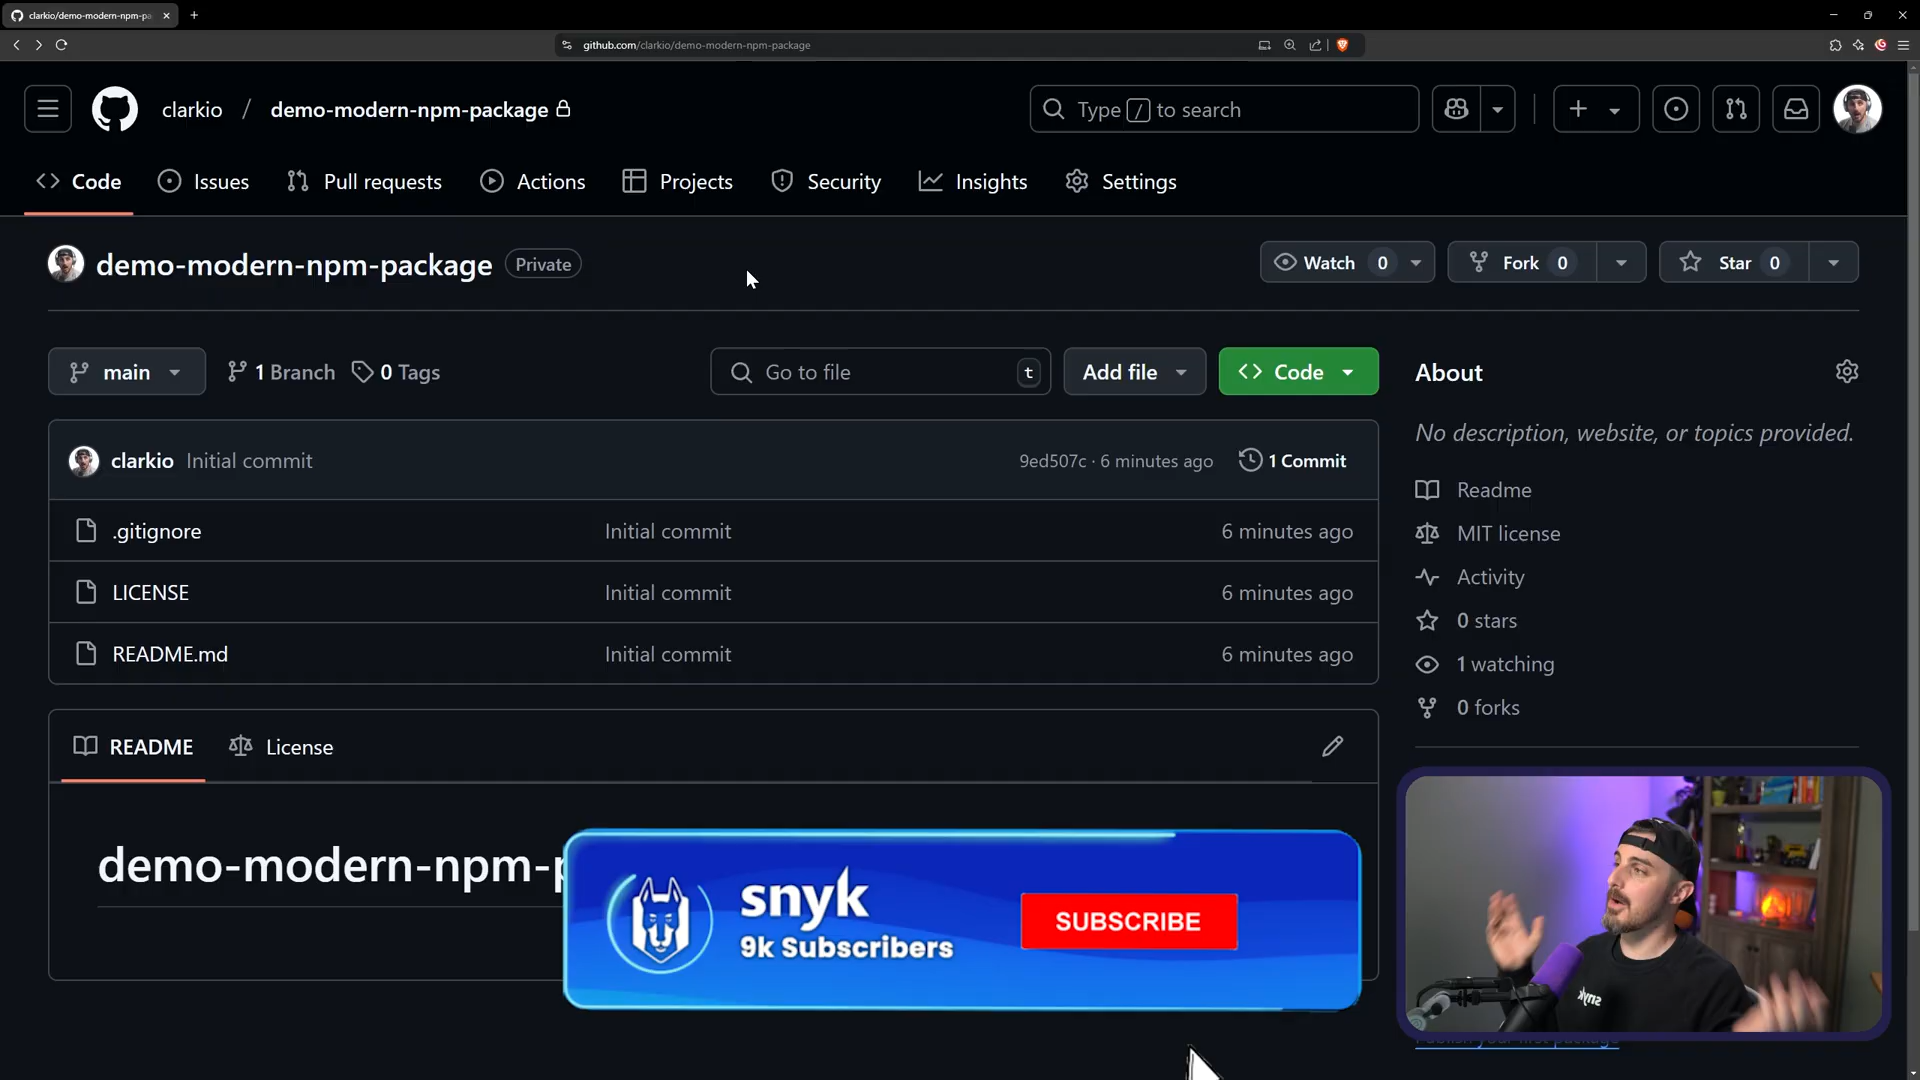 clarkio/demo-modern-npm-pa
github.com/clarkio/demo-modern-npm-package
clarkio / demo-modern-npm-package
Type / to search
Code
Issues
Pull requests
Actions
Projects
Security
Insights
Settings
demo-modern-npm-package
Private
Watch 0
Fork 0
Star 0
main
1 Branch
0 Tags
Go to file
t
Add file
Code
About
No description, website, or topics provided.
clarkio Initial commit
9ed507c · 6 minutes ago
1 Commit
.gitignore Initial commit 6 minutes ago
LICENSE Initial commit 6 minutes ago
README.md Initial commit 6 minutes ago
Readme
MIT license
Activity
0 stars
1 watching
0 forks
README
License
demo-modern-npm-p
snyk
9k Subscribers
SUBSCRIBE
snyk
Publish your first package